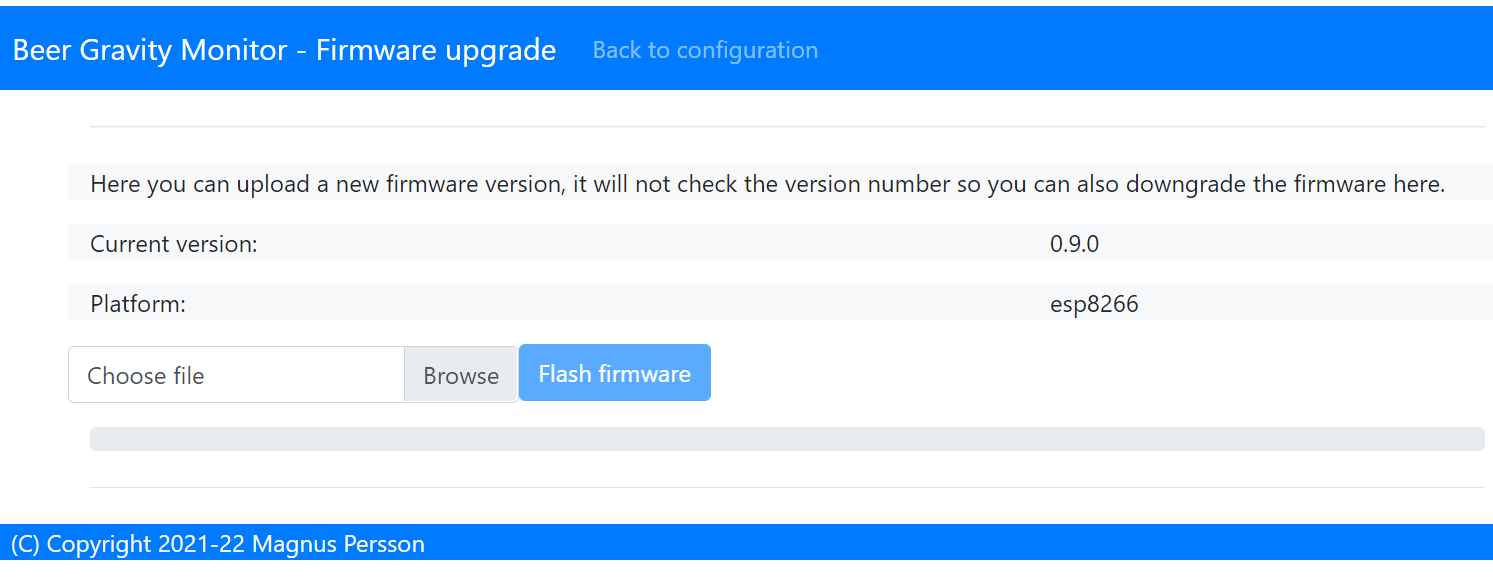 Beer Gravity Monitor - Firmware upgrade Back to configuration
Here you can upload a new firmware version, it will not check the version number so you can also downgrade the firmware here.
Current version: 0.9.0
Platform: esp8266
Choose file Browse Flash firmware
(C) Copyright 2021-22 Magnus Persson